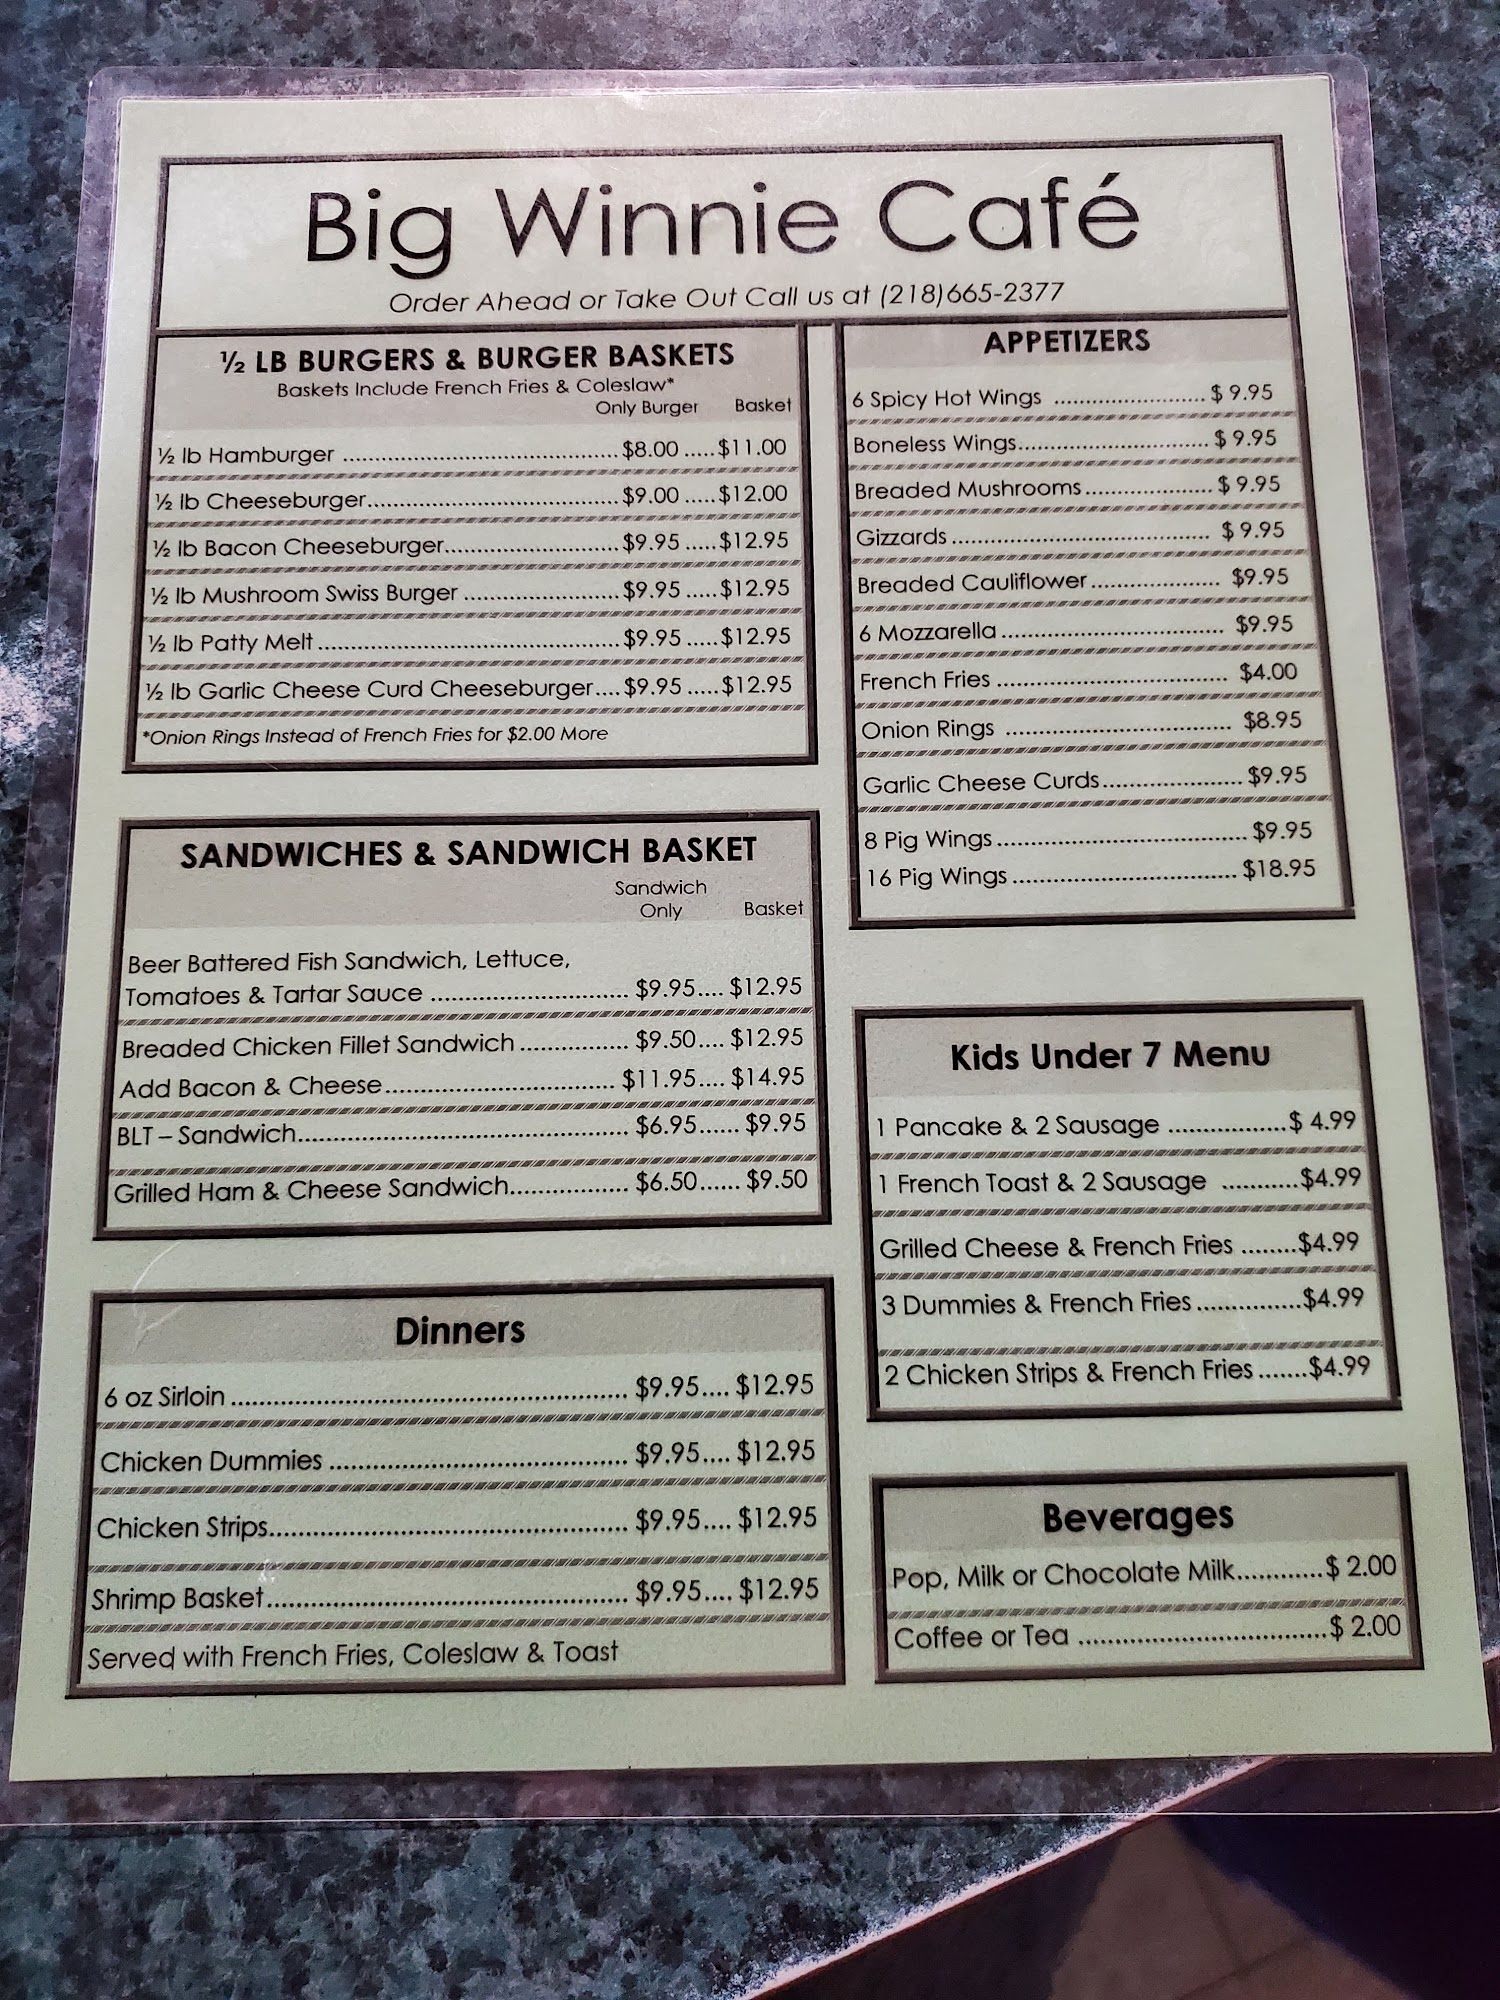 Big Winnie Café
Order Ahead or Take Out Call us at (218)665-2377
½ LB BURGERS & BURGER BASKETS
Baskets Include French Fries & Coleslaw*
Only Burger Basket
½ lb Hamburger ........................................ $8.00 .....$11.00
½ lb Cheeseburger..................................... $9.00 .....$12.00
½ lb Bacon Cheeseburger......................... $9.95 .....$12.95
½ lb Mushroom Swiss Burger ...................... $9.95 .....$12.95
½ lb Patty Melt ........................................... $9.95 .....$12.95
½ lb Garlic Cheese Curd Cheeseburger.... $9.95 .....$12.95
*Onion Rings Instead of French Fries for $2.00 More
SANDWICHES & SANDWICH BASKET
Sandwich
Only Basket
Beer Battered Fish Sandwich, Lettuce,
Tomatoes & Tartar Sauce ............................. $9.95.... $12.95
Breaded Chicken Fillet Sandwich ................ $9.50.... $12.95
Add Bacon & Cheese.................................. $11.95.... $14.95
BLT – Sandwich................................................ $6.95...... $9.95
Grilled Ham & Cheese Sandwich................. $6.50...... $9.50
Dinners
6 oz Sirloin ......................................................... $9.95.... $12.95
Chicken Dummies ........................................... $9.95.... $12.95
Chicken Strips.................................................... $9.95.... $12.95
Shrimp Basket.................................................... $9.95.... $12.95
Served with French Fries, Coleslaw & Toast
APPETIZERS
6 Spicy Hot Wings ...................... $ 9.95
Boneless Wings............................ $ 9.95
Breaded Mushrooms................... $ 9.95
Gizzards ...................................... $ 9.95
Breaded Cauliflower ................... $9.95
6 Mozzarella ................................ $9.95
French Fries ................................. $4.00
Onion Rings ................................ $8.95
Garlic Cheese Curds.................... $9.95
8 Pig Wings.................................... $9.95
16 Pig Wings ................................ $18.95
Kids Under 7 Menu
1 Pancake & 2 Sausage .................$ 4.99
1 French Toast & 2 Sausage ...........$4.99
Grilled Cheese & French Fries ........$4.99
3 Dummies & French Fries ...............$4.99
2 Chicken Strips & French Fries .......$4.99
Beverages
Pop, Milk or Chocolate Milk............$ 2.00
Coffee or Tea ...................................$ 2.00